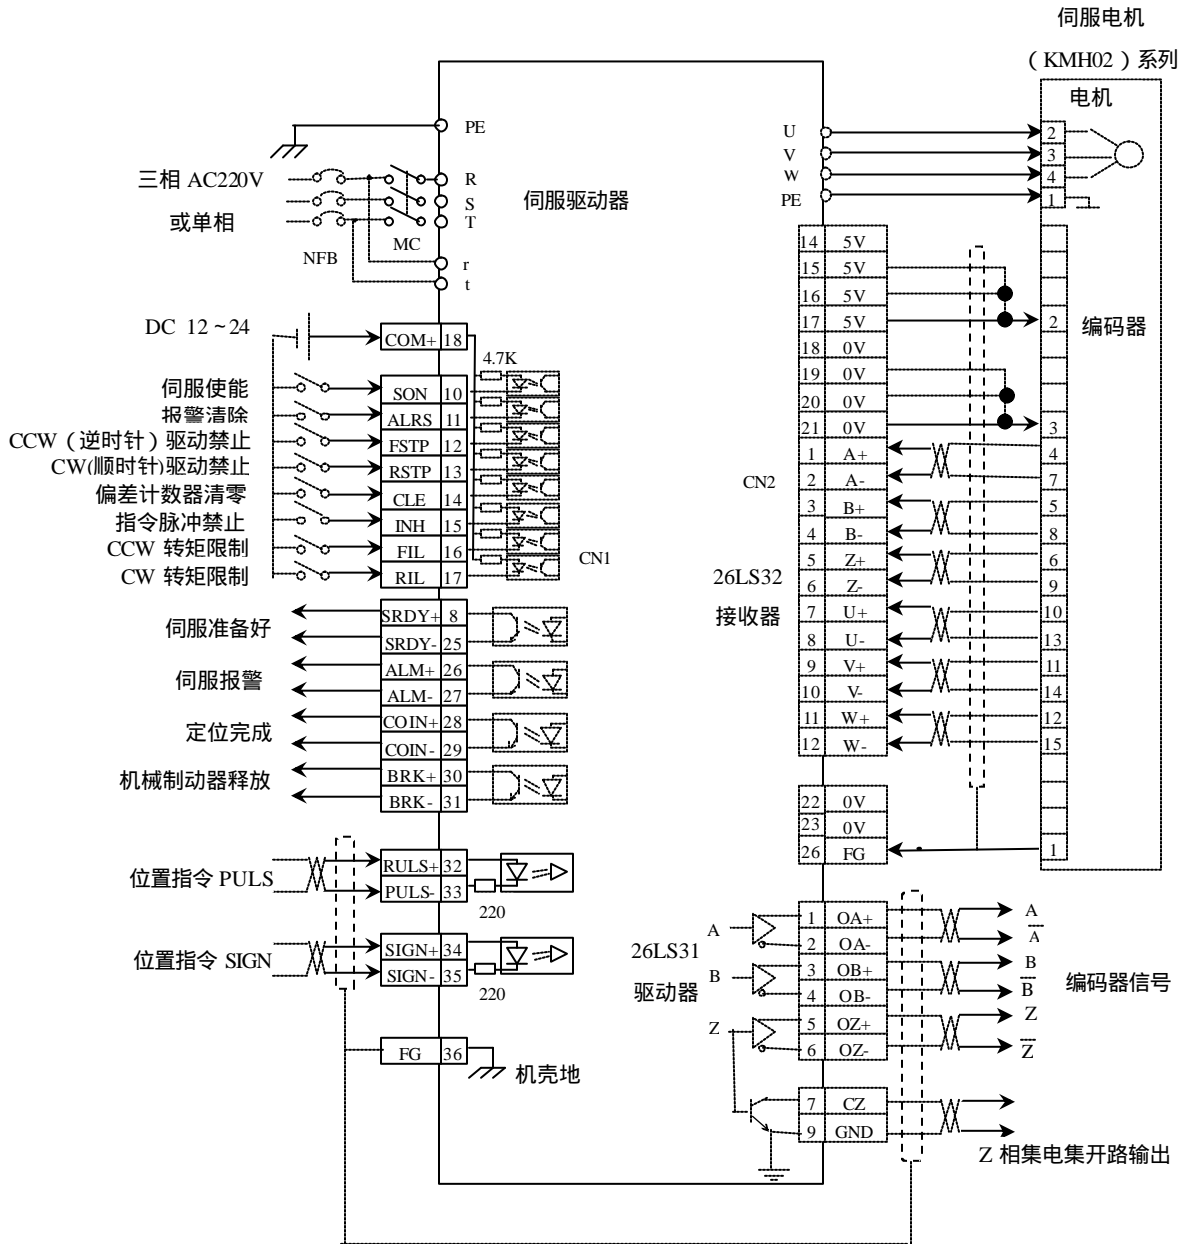 伺服电机
（KMH02）系列
电机
PE
三相 AC220V
或单相
NFB
MC
R
S
T
r
t
伺服驱动器
U
V
W
PE
2
3
4
1
DC 12~24
COM+ 18
4.7K
伺服使能
SON 10
报警清除
ALRS 11
CCW（逆时针）驱动禁止
FSTP 12
CW(顺时针)驱动禁止
RSTP 13
偏差计数器清零
CLE 14
指令脉冲禁止
INH 15
CCW 转矩限制
FIL 16
CW 转矩限制
RIL 17
CN1
伺服准备好
SRDY+ 8
SRDY- 25
伺服报警
ALM+ 26
ALM- 27
定位完成
COIN+ 28
COIN- 29
机械制动器释放
BRK+ 30
BRK- 31
位置指令 PULS
RULS+ 32
PULS- 33
220
位置指令 SIGN
SIGN+ 34
SIGN- 35
220
FG 36
机壳地
14 5V
15 5V
16 5V
17 5V
2
编码器
18 0V
19 0V
20 0V
21 0V
3
CN2
1 A+ 4
2 A- 7
3 B+ 5
4 B- 8
5 Z+ 6
6 Z- 9
7 U+ 10
8 U- 13
9 V+ 11
10 V- 14
11 W+ 12
12 W- 15
26LS32
接收器
22 0V
23 0V
26 FG 1
26LS31
驱动器
A
1 OA+ A
2 OA- A̅
B
3 OB+ B
4 OB- B̅
Z
5 OZ+ Z
6 OZ- Z̅
编码器信号
7 CZ
9 GND
Z 相集电集开路输出